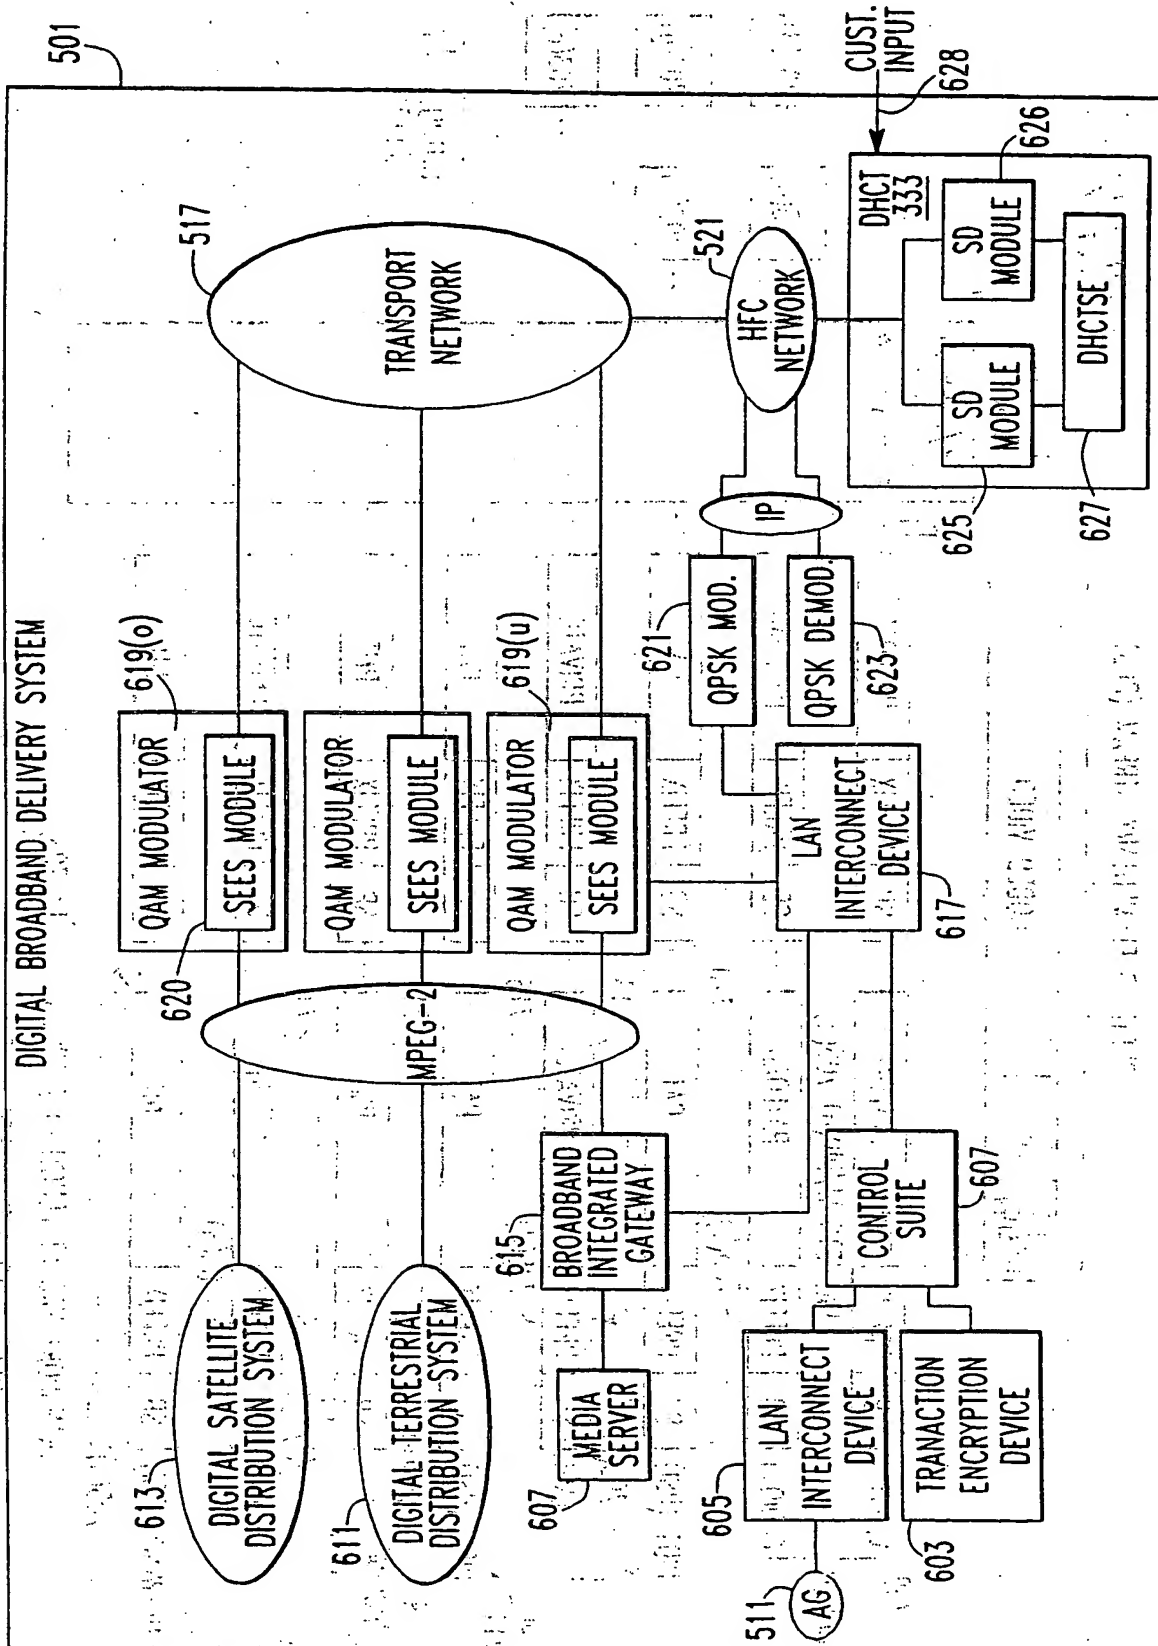 DIGITAL BROADBAND DELIVERY SYSTEM
501
613
DIGITAL SATELLITE
DISTRIBUTION SYSTEM
611
DIGITAL TERRESTRIAL
DISTRIBUTION SYSTEM
MPEG-2
620
QAM MODULATOR
SEES MODULE
619(o)
QAM MODULATOR
SEES MODULE
QAM MODULATOR
SEES MODULE
619(u)
517
TRANSPORT
NETWORK
607
MEDIA
SERVER
615
BROADBAND
INTEGRATED
GATEWAY
621
QPSK MOD.
QPSK DEMOD.
623
IP
521
HFC
NETWORK
LAN
INTERCONNECT
DEVICE
617
CONTROL
SUITE
607
605
LAN
INTERCONNECT
DEVICE
TRANACTION
ENCRYPTION
DEVICE
603
511
AG
DHCT
333
CUST.
INPUT
628
SD
MODULE
625
SD
MODULE
626
DHCTSE
627